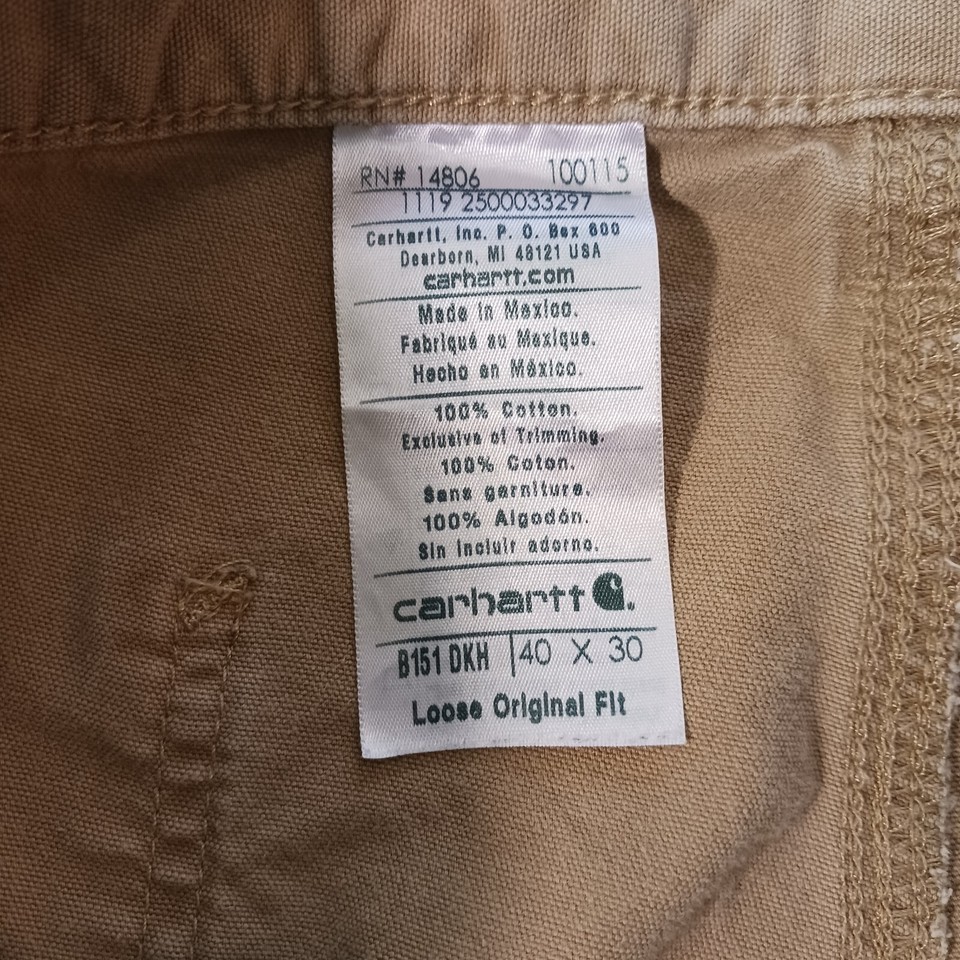 RN# 14806 100115
1119 2500033297
Carhartt, Inc. P. O. Box 600
Dearborn, MI 48121 USA
carhartt.com
Made in Mexico.
Fabriqué au Mexique.
Hecho en México.
100% Cotton.
Exclusive of Trimming.
100% Coton.
Sans garniture.
100% Algodón.
Sin incluir adorno.
carhartt
B151 DKH 40 X 30
Loose Original Fit